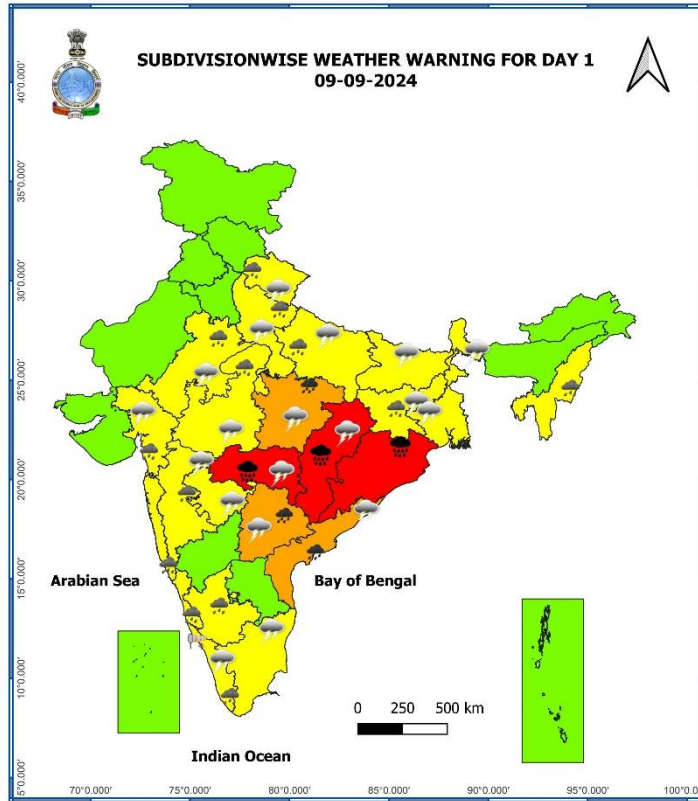 SUBDIVISIONWISE WEATHER WARNING FOR DAY 1
09-09-2024
40°0.000'
35°0.000'
30°0.000'
25°0.000'
20°0.000'
15°0.000'
10°0.000'
5°0.000'
Arabian Sea
Bay of Bengal
0 250 500 km
Indian Ocean
70°0.000' 75°0.000' 80°0.000' 85°0.000' 90°0.000' 95°0.000'